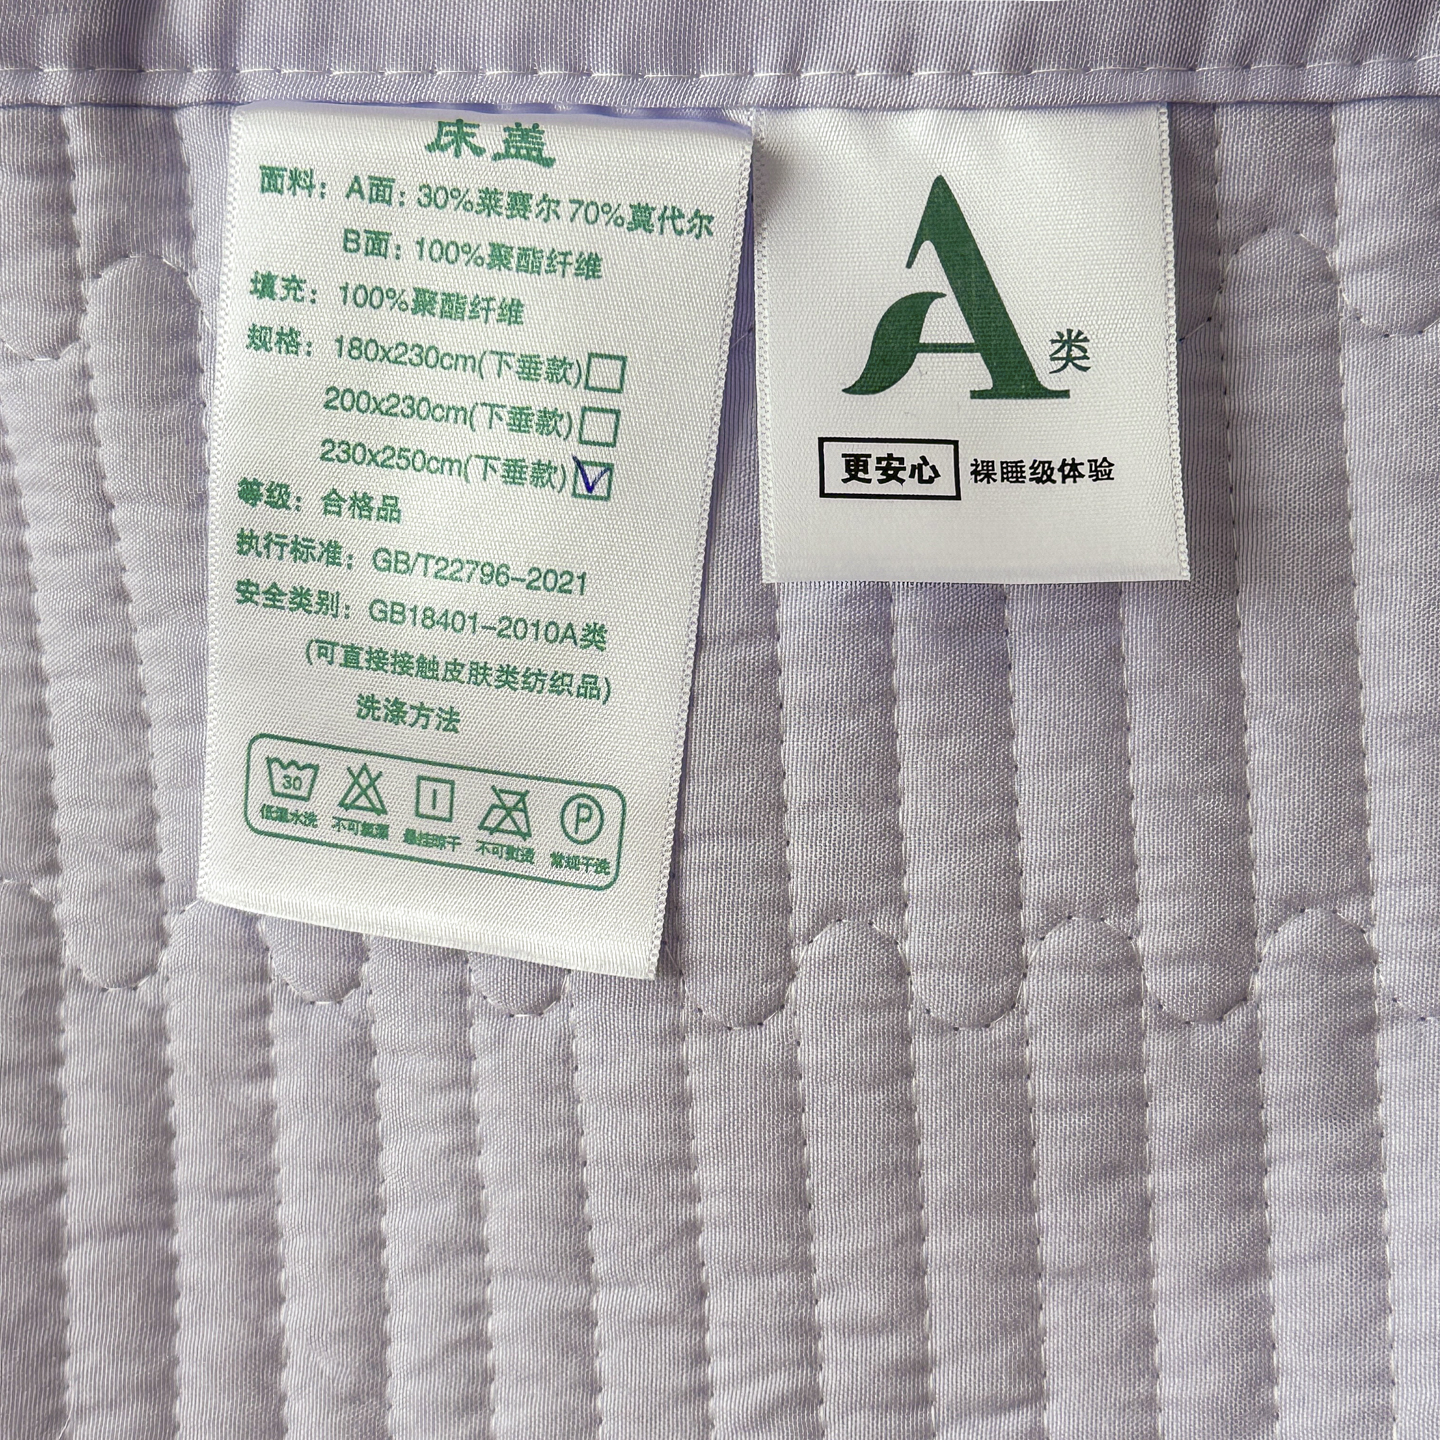 床盖
面料：A面：30%莱赛尔 70%莫代尔
B面：100%聚酯纤维
填充：100%聚酯纤维
规格：180x230cm(下垂款)
200x230cm(下垂款)
230x250cm(下垂款)
等级：合格品
执行标准：GB/T22796-2021
安全类别：GB18401-2010A类
(可直接接触皮肤类纺织品)
洗涤方法
30
P
低温水洗 不可氯漂 悬挂晾干 不可熨烫 常规干洗
A类
更安心 裸睡级体验